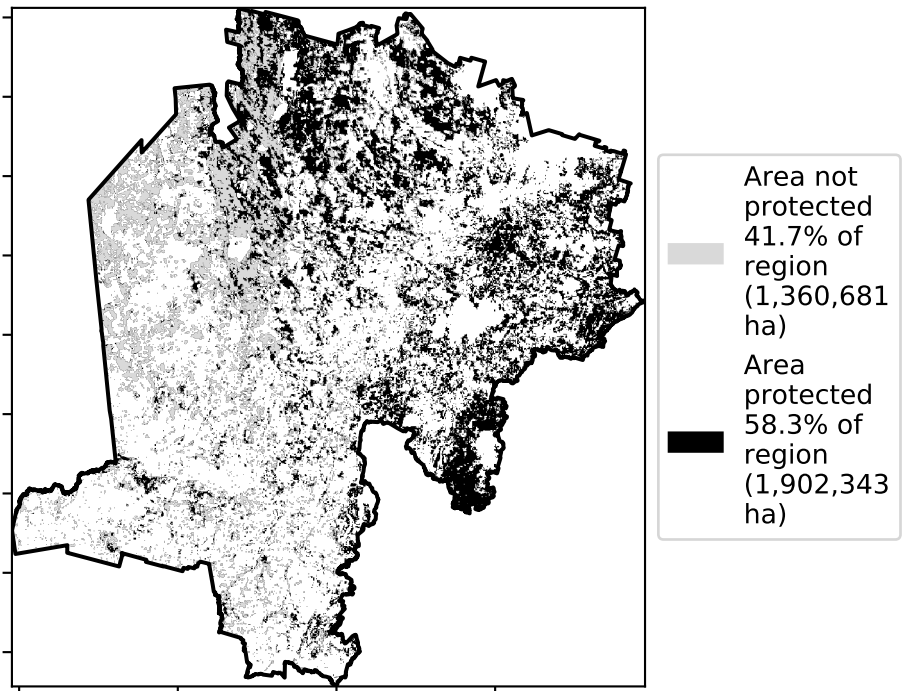 Area not
protected
41.7% of
region
(1,360,681
ha)
Area
protected
58.3% of
region
(1,902,343
ha)